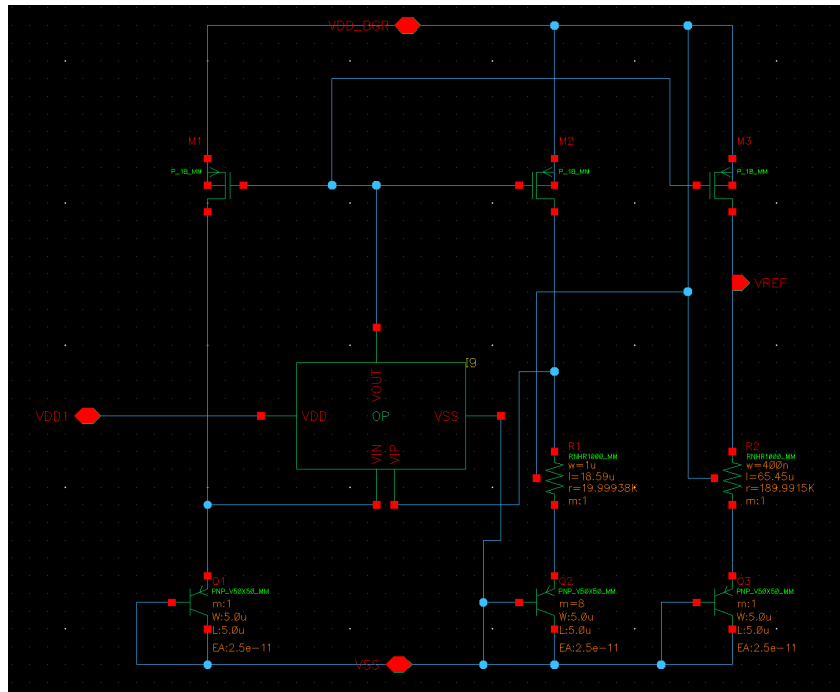 VDD_BGR
M1
P_18_MM
M2
P_18_MM
M3
P_18_MM
VREF
I9
VOUT
VDD1
VDD
OP
VSS
VIN
VIP
R1
RNHR1000_MM
w=1u
l=18.59u
r=19.99938K
m:1
R2
RNHR1000_MM
w=400n
l=65.45u
r=189.9915K
m:1
Q1
PNP_V50X50_MM
m:1
W:5.0u
L:5.0u
EA:2.5e-11
Q2
PNP_V50X50_MM
m=8
W:5.0u
L:5.0u
EA:2.5e-11
Q3
PNP_V50X50_MM
m:1
W:5.0u
L:5.0u
EA:2.5e-11
VSS